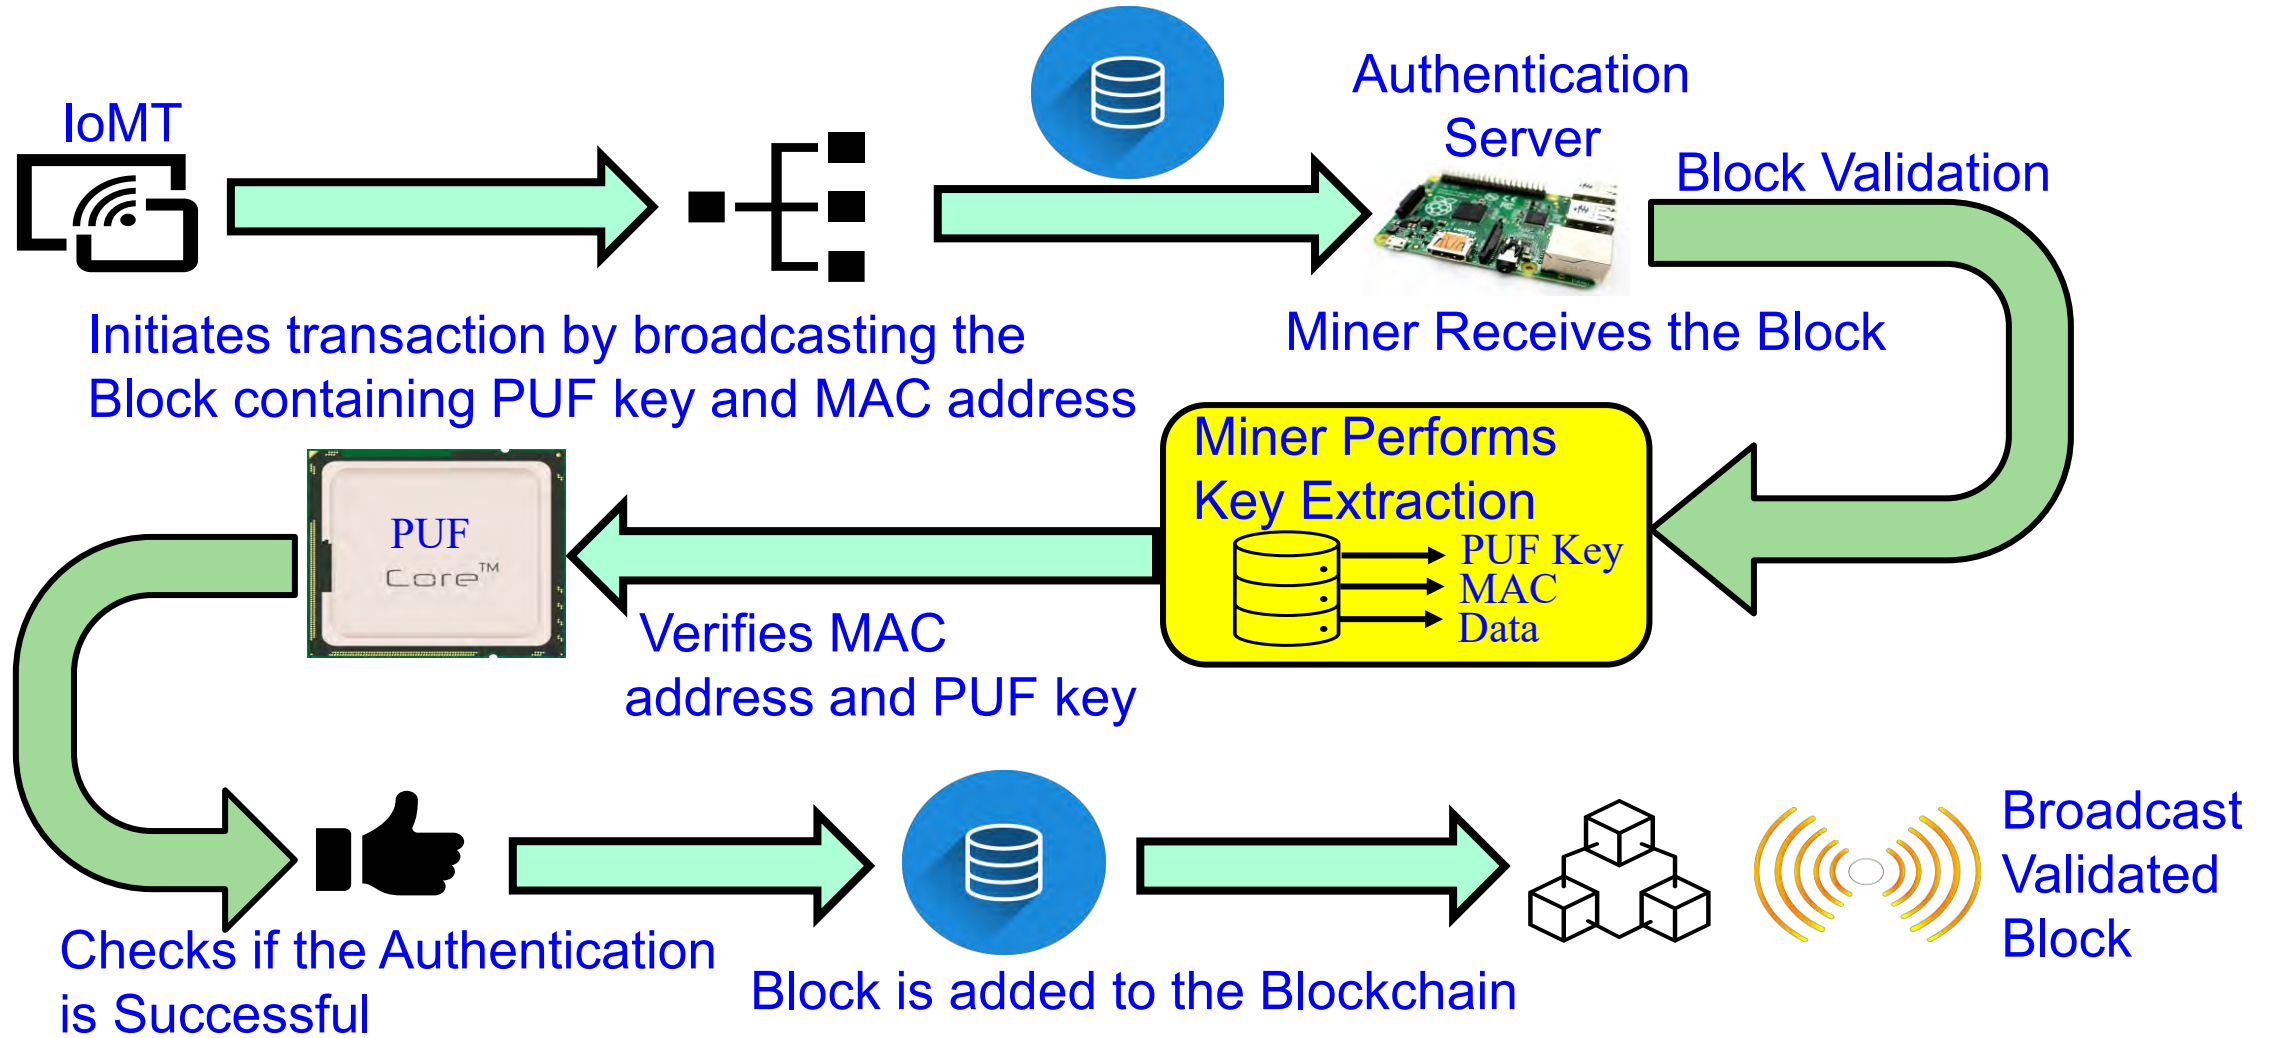 IoMT
Authentication
Server
Block Validation
Initiates transaction by broadcasting the
Block containing PUF key and MAC address
Miner Receives the Block
Miner Performs
Key Extraction
PUF Key
MAC
Data
PUF
Core™
Verifies MAC
address and PUF key
Checks if the Authentication
is Successful
Block is added to the Blockchain
Broadcast
Validated
Block